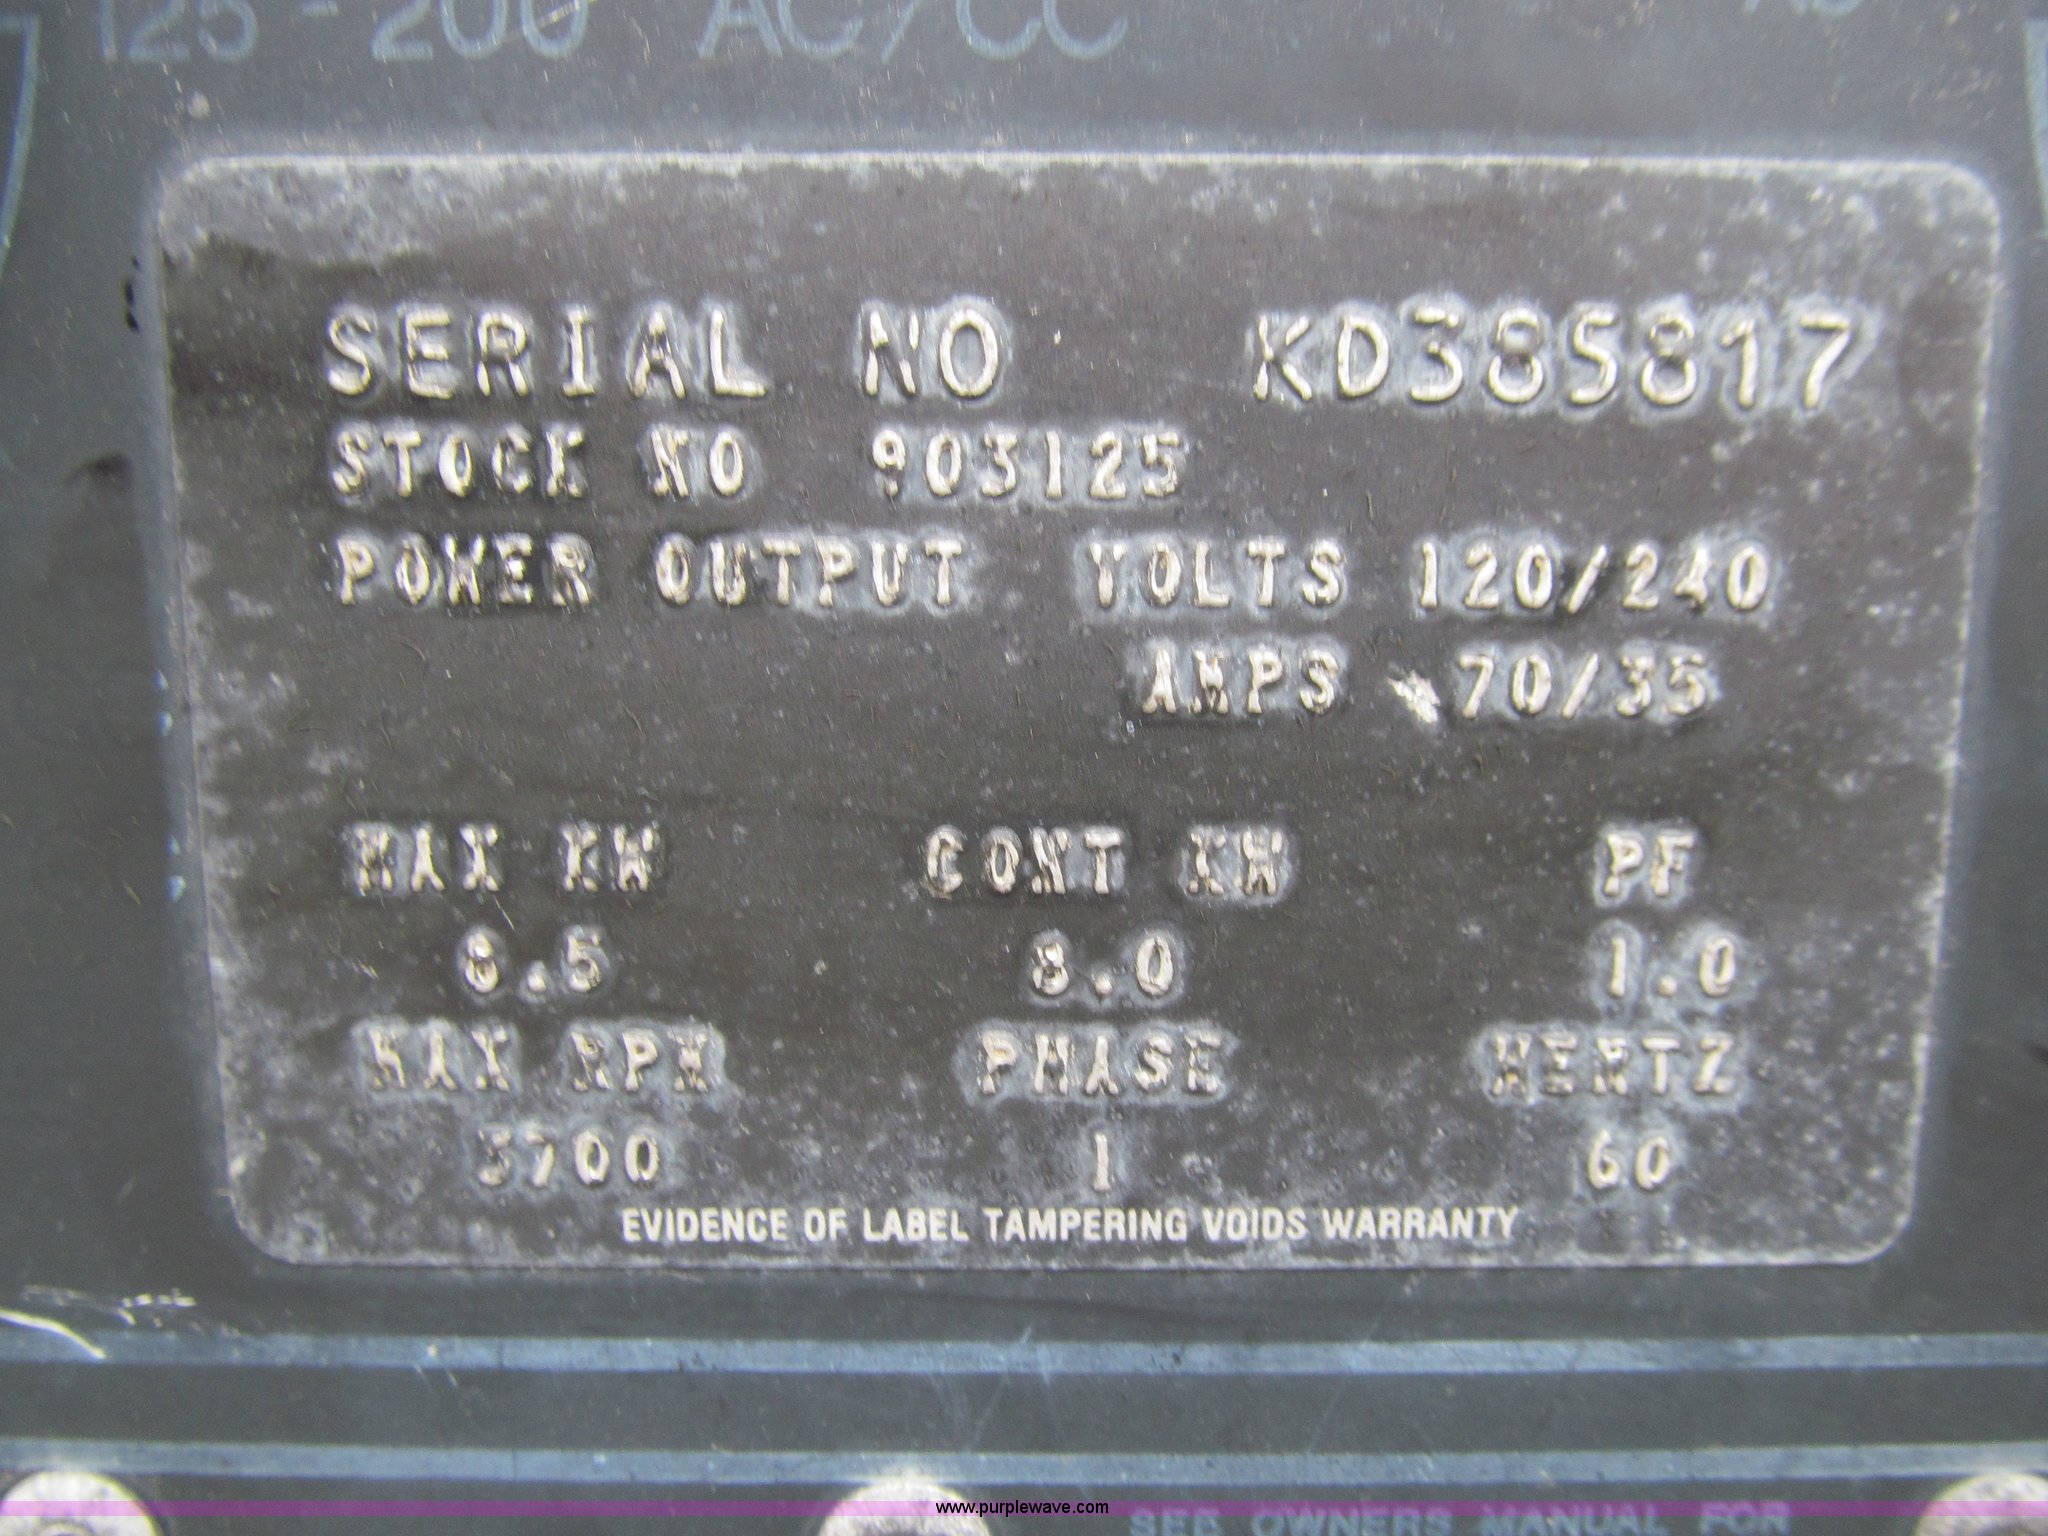 125 - 200 AC/CC
SERIAL NO KD385817
STOCK NO 903125
POWER OUTPUT VOLTS 120/240
AMPS 70/35
MAX KW CONT KW PF
8.5 8.0 1.0
MAX RPM PHASE HERTZ
3700 1 60
EVIDENCE OF LABEL TAMPERING VOIDS WARRANTY
www.purplewave.com
SEE OWNERS MANUAL FOR